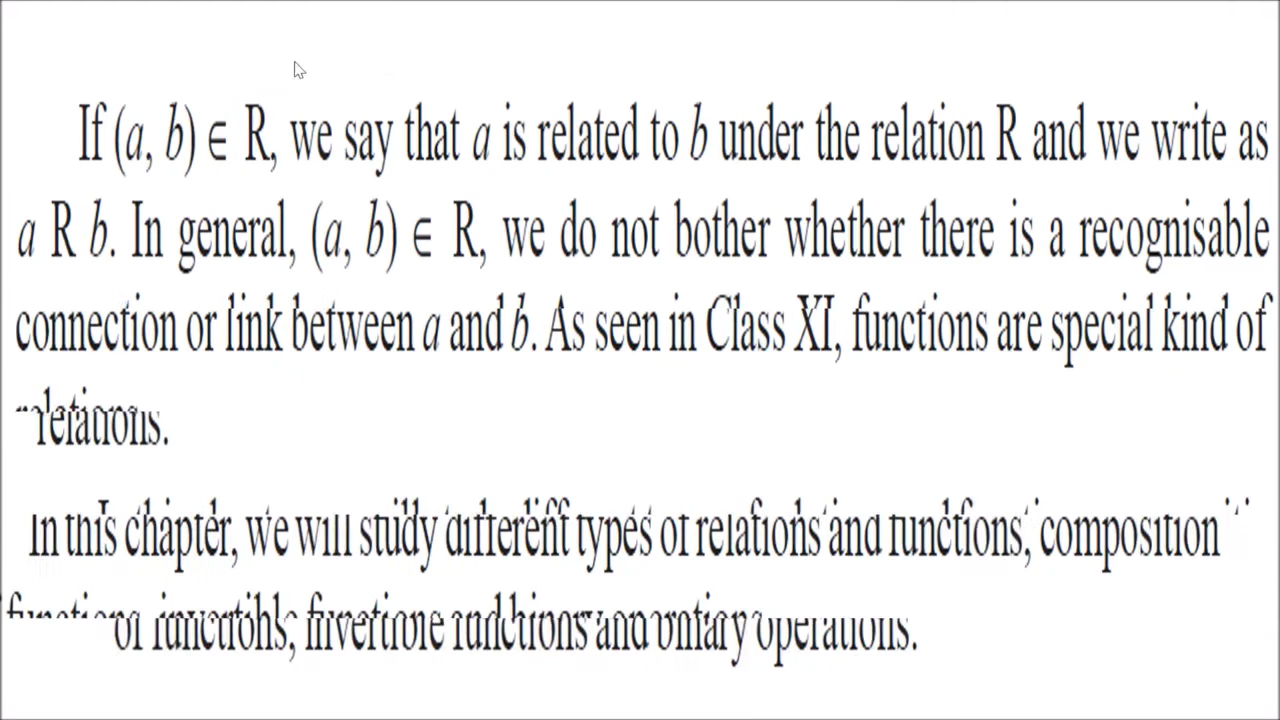 If (a, b) ∈ R, we say that a is related to b under the relation R and we write as
a R b. In general, (a, b) ∈ R, we do not bother whether there is a recognisable
connection or link between a and b. As seen in Class XI, functions are special kind of
relations.
In this chapter, we will study different types of relations and functions, composition
of functions, invertible functions and binary operations.